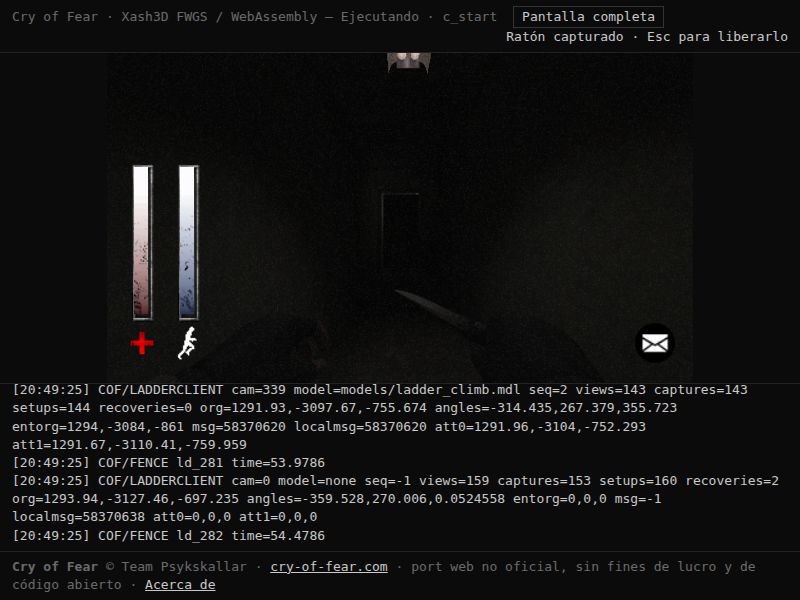 Cry of Fear · Xash3D FWGS / WebAssembly — Ejecutando · c_start
Pantalla completa
Ratón capturado · Esc para liberarlo
[20:49:25] COF/LADDERCLIENT cam=339 model=models/ladder_climb.mdl seq=2 views=143 captures=143
setups=144 recoveries=0 org=1291.93,-3097.67,-755.674 angles=-314.435,267.379,355.723
entorg=1294,-3084,-861 msg=58370620 localmsg=58370620 att0=1291.96,-3104,-752.293
att1=1291.67,-3110.41,-759.959
[20:49:25] COF/FENCE ld_281 time=53.9786
[20:49:25] COF/LADDERCLIENT cam=0 model=none seq=-1 views=159 captures=153 setups=160 recoveries=2
org=1293.94,-3127.46,-697.235 angles=-359.528,270.006,0.0524558 entorg=0,0,0 msg=-1
localmsg=58370638 att0=0,0,0 att1=0,0,0
[20:49:25] COF/FENCE ld_282 time=54.4786
Cry of Fear © Team Psykskallar · cry-of-fear.com · port web no oficial, sin fines de lucro y de
código abierto · Acerca de